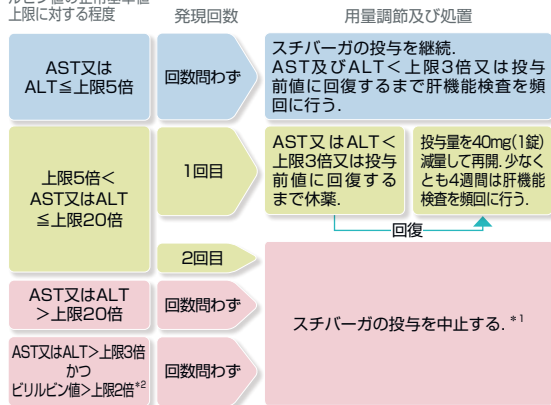 上限に対する程度
発現回数
用量調節及び処置
AST又は
ALT≦上限5倍
回数問わず
スチバーガの投与を継続.
AST及びALT<上限3倍又は投与
前値に回復するまで肝機能検査を頻
回に行う.
上限5倍<
AST又はALT
≦上限20倍
1回目
AST又はALT<
上限3倍又は投与
前値に回復する
まで休薬.
投与量を40mg(1錠)
減量して再開.少なく
とも4週間は肝機能
検査を頻回に行う.
回復
2回目
AST又はALT
>上限20倍
回数問わず
スチバーガの投与を中止する.*1
AST又はALT>上限3倍
かつ
ビリルビン値>上限2倍*2
回数問わず